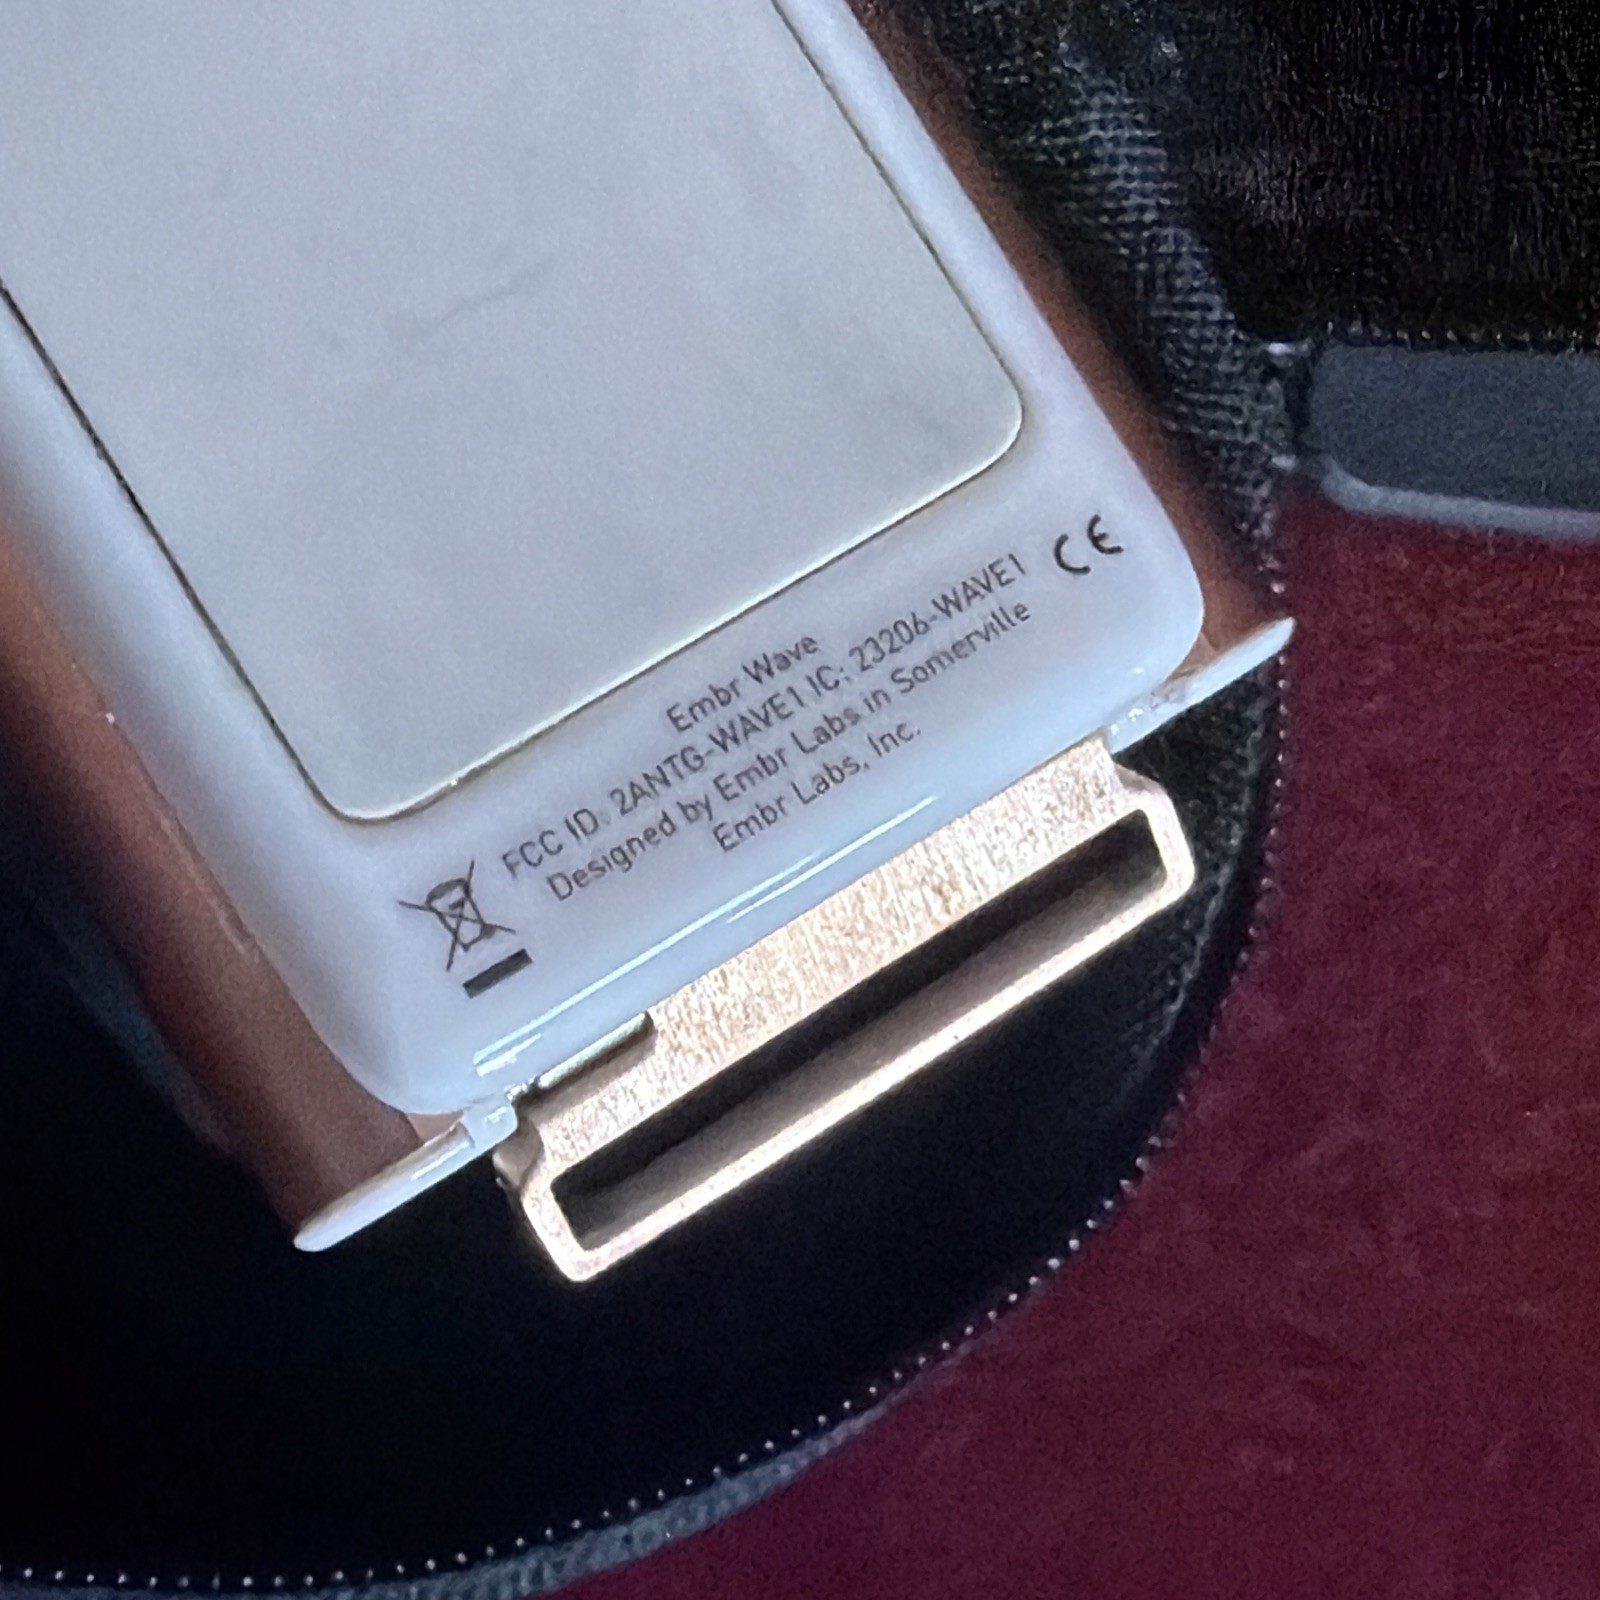 Embr Wave
FCC ID: 2ANTG-WAVE1 IC: 23206-WAVE1 CE
Designed by Embr Labs in Somerville
Embr Labs, Inc.